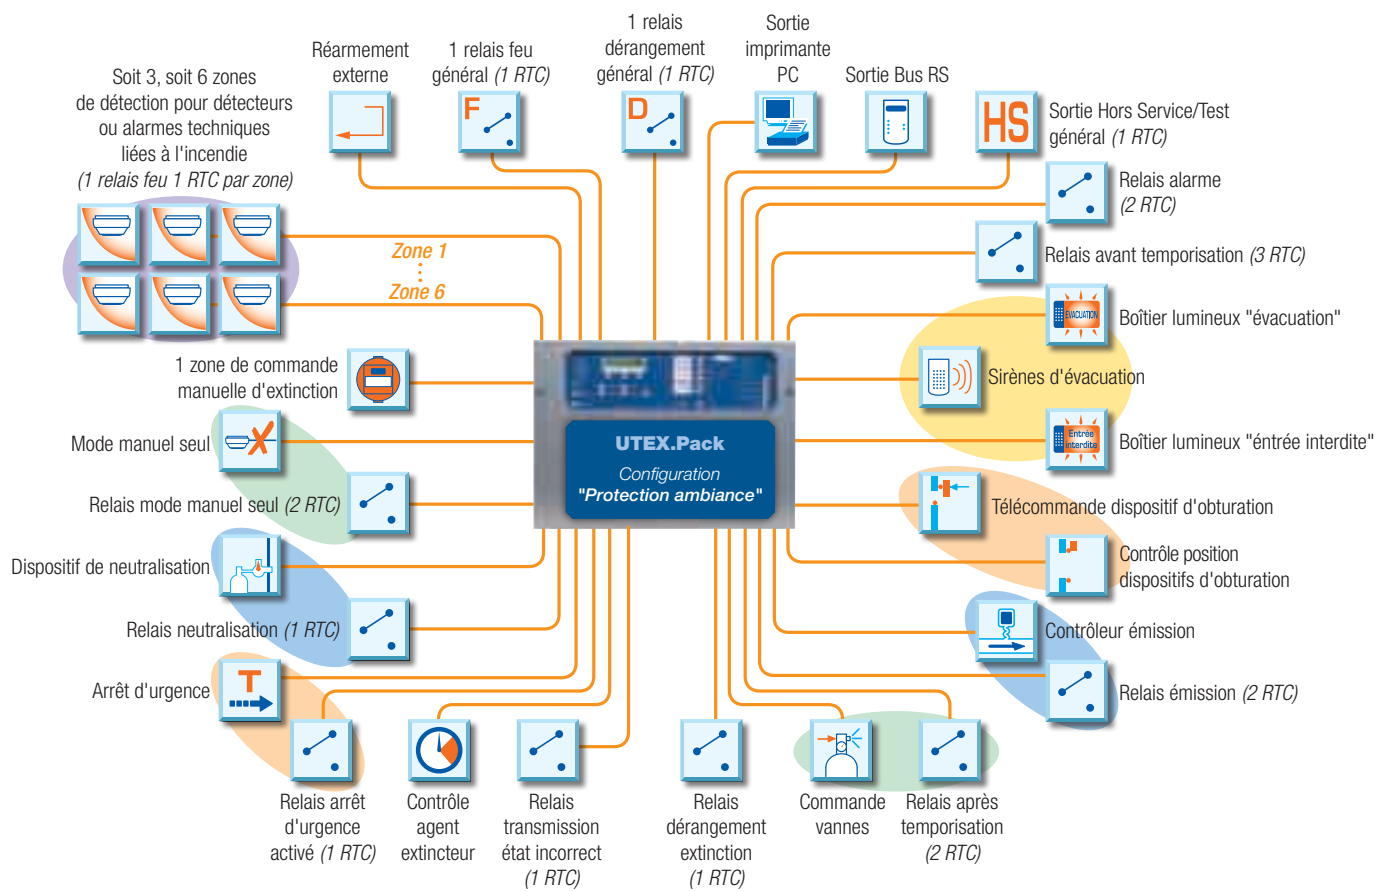 Soit 3, soit 6 zones
de détection pour détecteurs
ou alarmes techniques
liées à l'incendie
(1 relais feu 1 RTC par zone)
Réarmement
externe
1 relais feu
général (1 RTC)
F
1 relais
dérangement
général (1 RTC)
D
Sortie
imprimante
PC
Sortie Bus RS
HS
Sortie Hors Service/Test
général (1 RTC)
Relais alarme
(2 RTC)
Relais avant temporisation (3 RTC)
Zone 1
Zone 6
EVACUATION
Boîtier lumineux "évacuation"
Sirènes d'évacuation
Entrée
interdite
Boîtier lumineux "éntrée interdite"
1 zone de commande
manuelle d'extinction
Mode manuel seul
Relais mode manuel seul (2 RTC)
UTEX.Pack
Configuration
"Protection ambiance"
Télécommande dispositif d'obturation
Contrôle position
dispositifs d'obturation
Dispositif de neutralisation
Relais neutralisation (1 RTC)
Contrôleur émission
Relais émission (2 RTC)
Arrêt d'urgence
T
Relais arrêt
d'urgence
activé (1 RTC)
Contrôle
agent
extincteur
Relais
transmission
état incorrect
(1 RTC)
Relais
dérangement
extinction
(1 RTC)
Commande
vannes
Relais après
temporisation
(2 RTC)